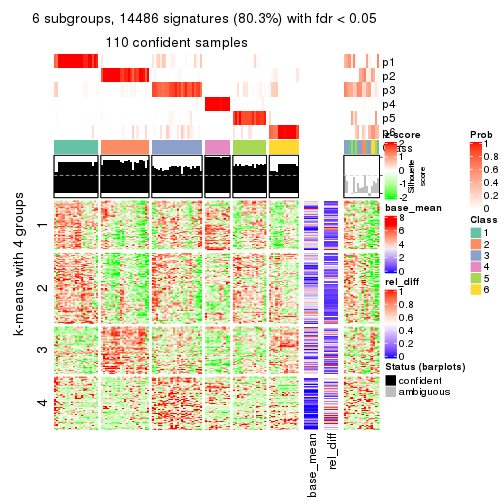 6 subgroups, 14486 signatures (80.3%) with fdr < 0.05
110 confident samples
p1
p2
p3
p4
p5
p6
Class
z-score
2
1
0
-1
-2
Silhouette
score
k-means with 4 groups
1
2
3
4
base_mean
rel_diff
base_mean
8
6
4
2
0
rel_diff
1
0.8
0.6
0.4
0.2
0
Status (barplots)
confident
ambiguous
Prob
1
0.8
0.6
0.4
0.2
0
Class
1
2
3
4
5
6